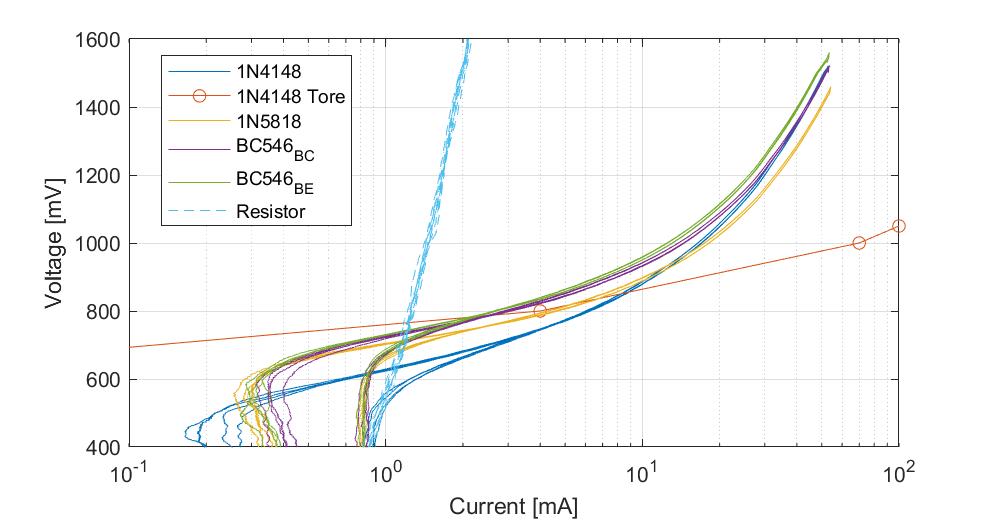 1600
1400
1200
1000
800
600
400
Voltage [mV]
1N4148
1N4148 Tore
1N5818
BC546BC
BC546BE
Resistor
10-1 100 101 102
Current [mA]